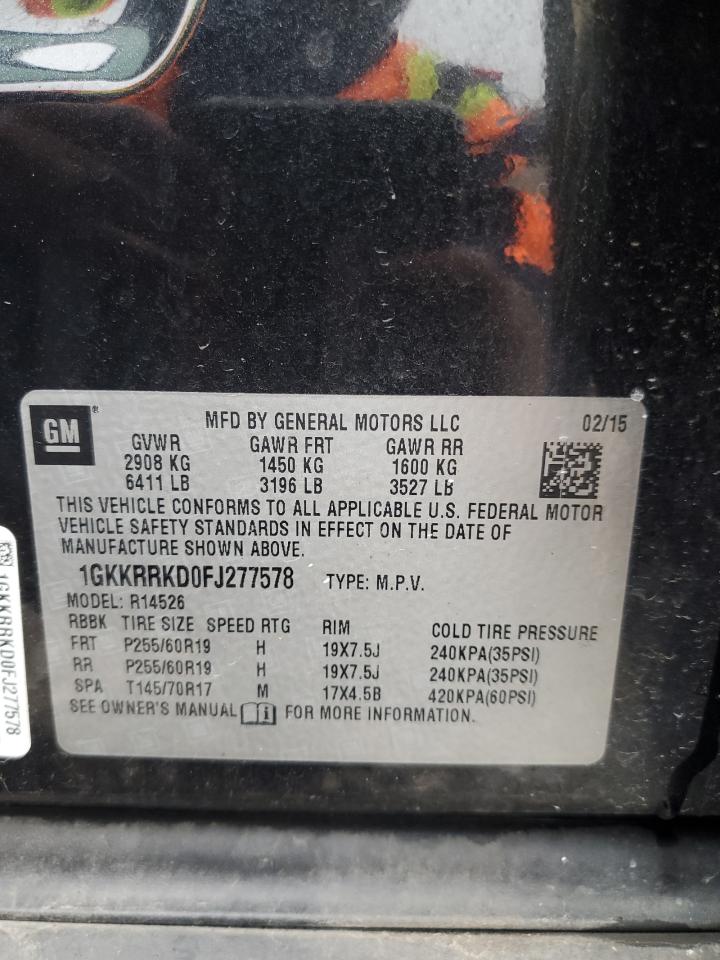 GM®
MFD BY GENERAL MOTORS LLC 02/15
GVWR GAWR FRT GAWR RR
2908 KG 1450 KG 1600 KG
6411 LB 3196 LB 3527 LB
THIS VEHICLE CONFORMS TO ALL APPLICABLE U.S. FEDERAL MOTOR
VEHICLE SAFETY STANDARDS IN EFFECT ON THE DATE OF
MANUFACTURE SHOWN ABOVE.
1GKKRRKD0FJ277578 TYPE: M.P.V.
MODEL: R14526
RBBK TIRE SIZE SPEED RTG RIM COLD TIRE PRESSURE
FRT P255/60R19 H 19X7.5J 240KPA(35PSI)
RR P255/60R19 H 19X7.5J 240KPA(35PSI)
SPA T145/70R17 M 17X4.5B 420KPA(60PSI)
SEE OWNER'S MANUAL FOR MORE INFORMATION.
1GKKRRKD0FJ277578